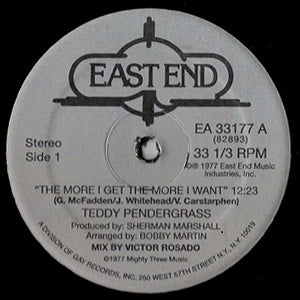 EAST END
Stereo
Side 1
EA 33177 A
(82893)
33 1/3 RPM
℗© 1977 East End Music
Industries, Inc.
"THE MORE I GET THE MORE I WANT" 12:23
(G. McFadden/J. Whitehead/V. Carstarphen)
TEDDY PENDERGRASS
Produced by: SHERMAN MARSHALL
Arranged by: BOBBY MARTIN
MIX BY VICTOR ROSADO
©1977 Mighty Three Music
A DIVISION OF GAY RECORDS, INC, 250 WEST 57TH STREET N.Y., N.Y. 10019